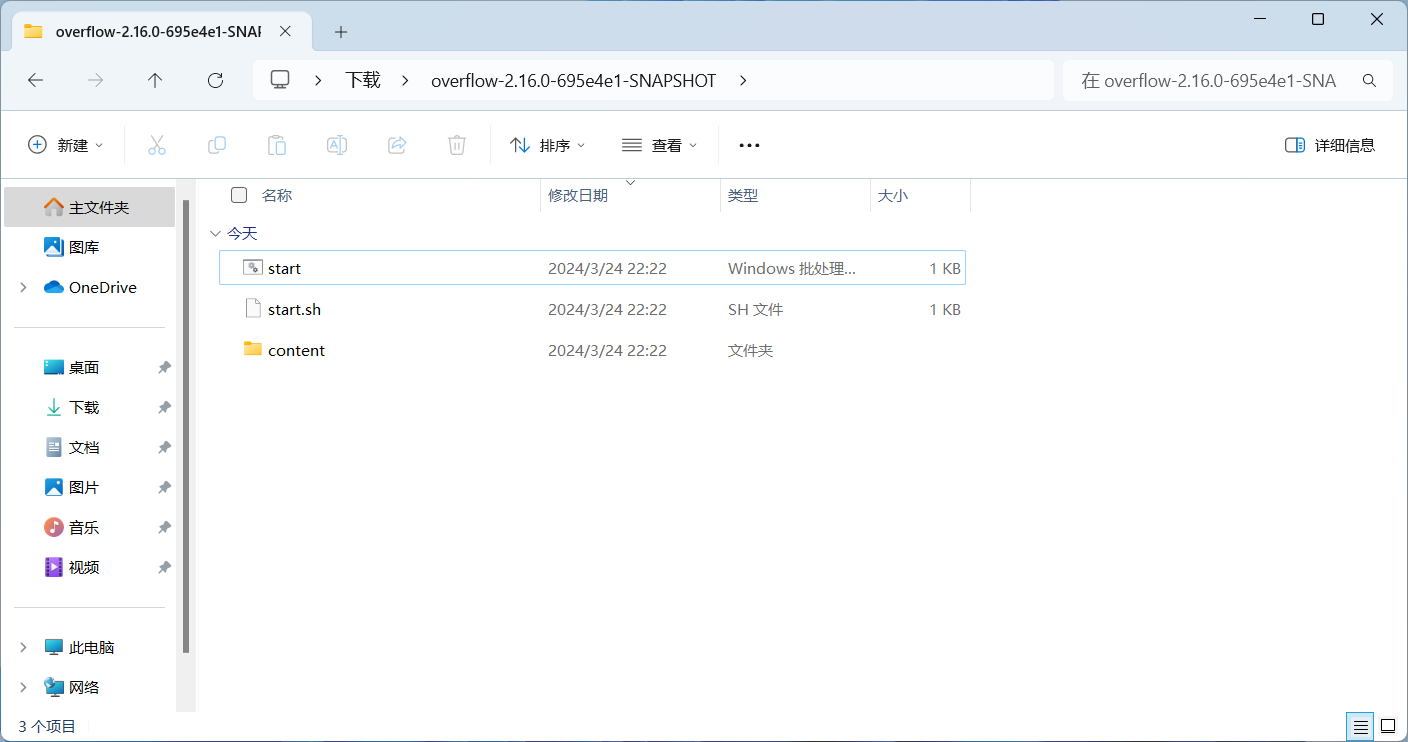 overflow-2.16.0-695e4e1-SNAF
下载 overflow-2.16.0-695e4e1-SNAPSHOT
在 overflow-2.16.0-695e4e1-SNA
新建 排序 查看 详细信息
名称 修改日期 类型 大小
今天
start 2024/3/24 22:22 Windows 批处理... 1 KB
start.sh 2024/3/24 22:22 SH 文件 1 KB
content 2024/3/24 22:22 文件夹
主文件夹
图库
OneDrive
桌面
下载
文档
图片
音乐
视频
此电脑
网络
3 个项目